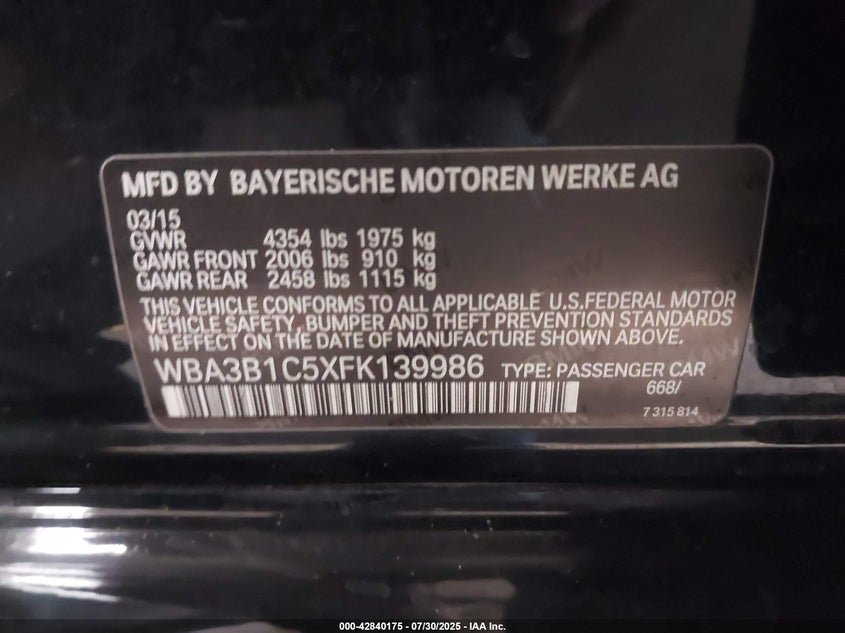 MFD BY BAYERISCHE MOTOREN WERKE AG
03/15
GVWR 4354 lbs 1975 kg
GAWR FRONT 2006 lbs 910 kg
GAWR REAR 2458 lbs 1115 kg
THIS VEHICLE CONFORMS TO ALL APPLICABLE U.S.FEDERAL MOTOR
VEHICLE SAFETY, BUMPER AND THEFT PREVENTION STANDARDS
IN EFFECT ON THE DATE OF MANUFACTURE SHOWN ABOVE.
WBA3B1C5XFK139986 TYPE: PASSENGER CAR
668/
7 315 814
000-42840175 - 07/30/2025 - IAA Inc.